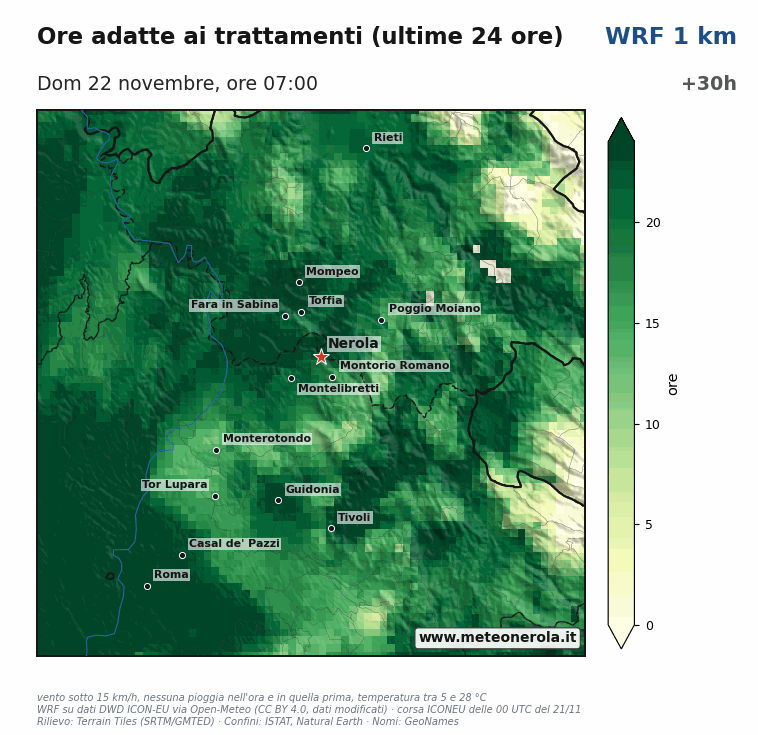 Ore adatte ai trattamenti (ultime 24 ore)
WRF 1 km
Dom 22 novembre, ore 07:00
+30h
Rieti
Mompeo
Fara in Sabina
Toffia
Poggio Moiano
Nerola
Montorio Romano
Montelibretti
Monterotondo
Tor Lupara
Guidonia
Tivoli
Casal de' Pazzi
Roma
www.meteonerola.it
20
15
10
5
0
ore
vento sotto 15 km/h, nessuna pioggia nell'ora e in quella prima, temperatura tra 5 e 28 °C
WRF su dati DWD ICON-EU via Open-Meteo (CC BY 4.0, dati modificati) · corsa ICONEU delle 00 UTC del 21/11
Rilievo: Terrain Tiles (SRTM/GMTED) · Confini: ISTAT, Natural Earth · Nomi: GeoNames